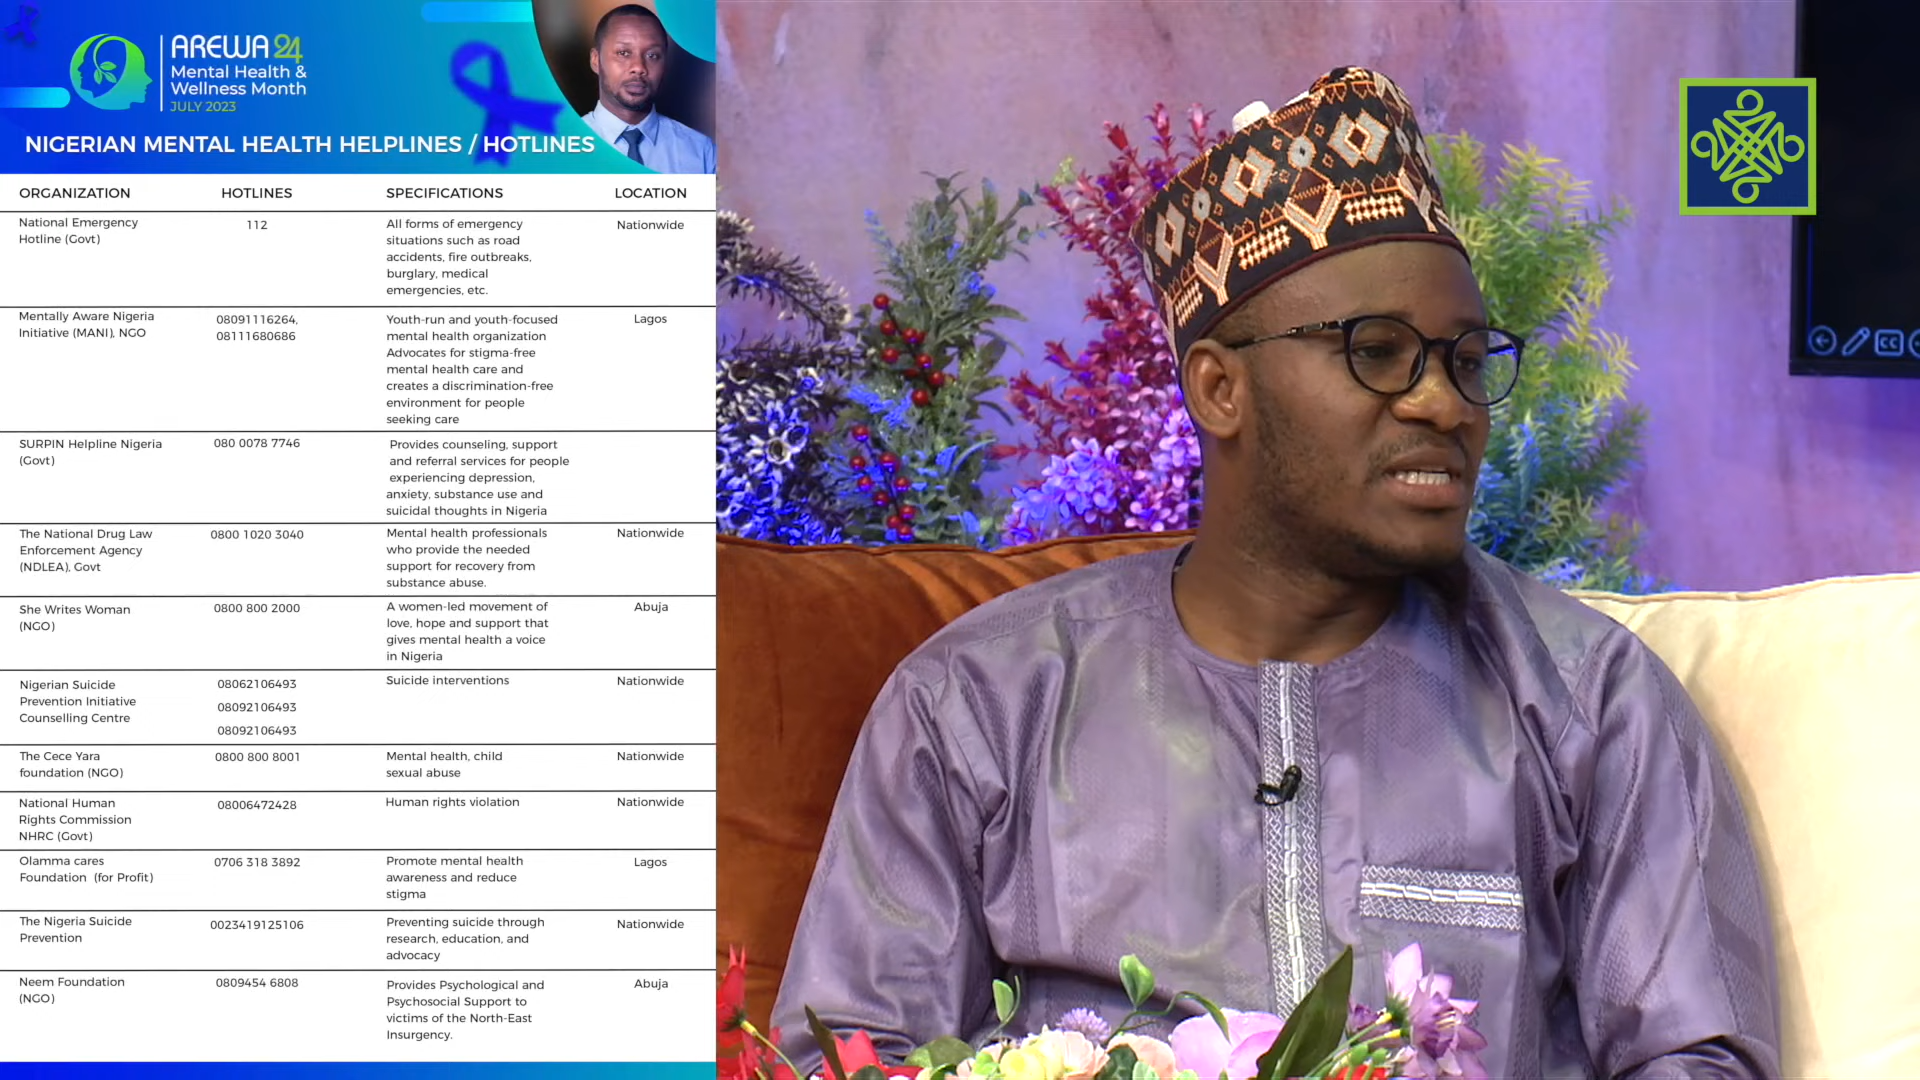 AREWA 24
Mental Health &
Wellness Month
JULY 2023
NIGERIAN MENTAL HEALTH HELPLINES / HOTLINES
ORGANIZATION HOTLINES SPECIFICATIONS LOCATION
National Emergency
Hotline (Govt)
112
All forms of emergency
situations such as road
accidents, fire outbreaks,
burglary, medical
emergencies, etc.
Nationwide
Mentally Aware Nigeria
Initiative (MANI), NGO
08091116264,
08111680686
Youth-run and youth-focused
mental health organization
Advocates for stigma-free
mental health care and
creates a discrimination-free
environment for people
seeking care
Lagos
SURPIN Helpline Nigeria
(Govt)
080 0078 7746
Provides counseling, support
and referral services for people
experiencing depression,
anxiety, substance use and
suicidal thoughts in Nigeria
The National Drug Law
Enforcement Agency
(NDLEA), Govt
0800 1020 3040
Mental health professionals
who provide the needed
support for recovery from
substance abuse.
Nationwide
She Writes Woman
(NGO)
0800 800 2000
A women-led movement of
love, hope and support that
gives mental health a voice
in Nigeria
Abuja
Nigerian Suicide
Prevention Initiative
Counselling Centre
08062106493
08092106493
08092106493
Suicide interventions
Nationwide
The Cece Yara
foundation (NGO)
0800 800 8001
Mental health, child
sexual abuse
Nationwide
National Human
Rights Commission
NHRC (Govt)
08006472428
Human rights violation
Nationwide
Olamma cares
Foundation (for Profit)
0706 318 3892
Promote mental health
awareness and reduce
stigma
Lagos
The Nigeria Suicide
Prevention
0023419125106
Preventing suicide through
research, education, and
advocacy
Nationwide
Neem Foundation
(NGO)
0809454 6808
Provides Psychological and
Psychosocial Support to
victims of the North-East
Insurgency.
Abuja
CC